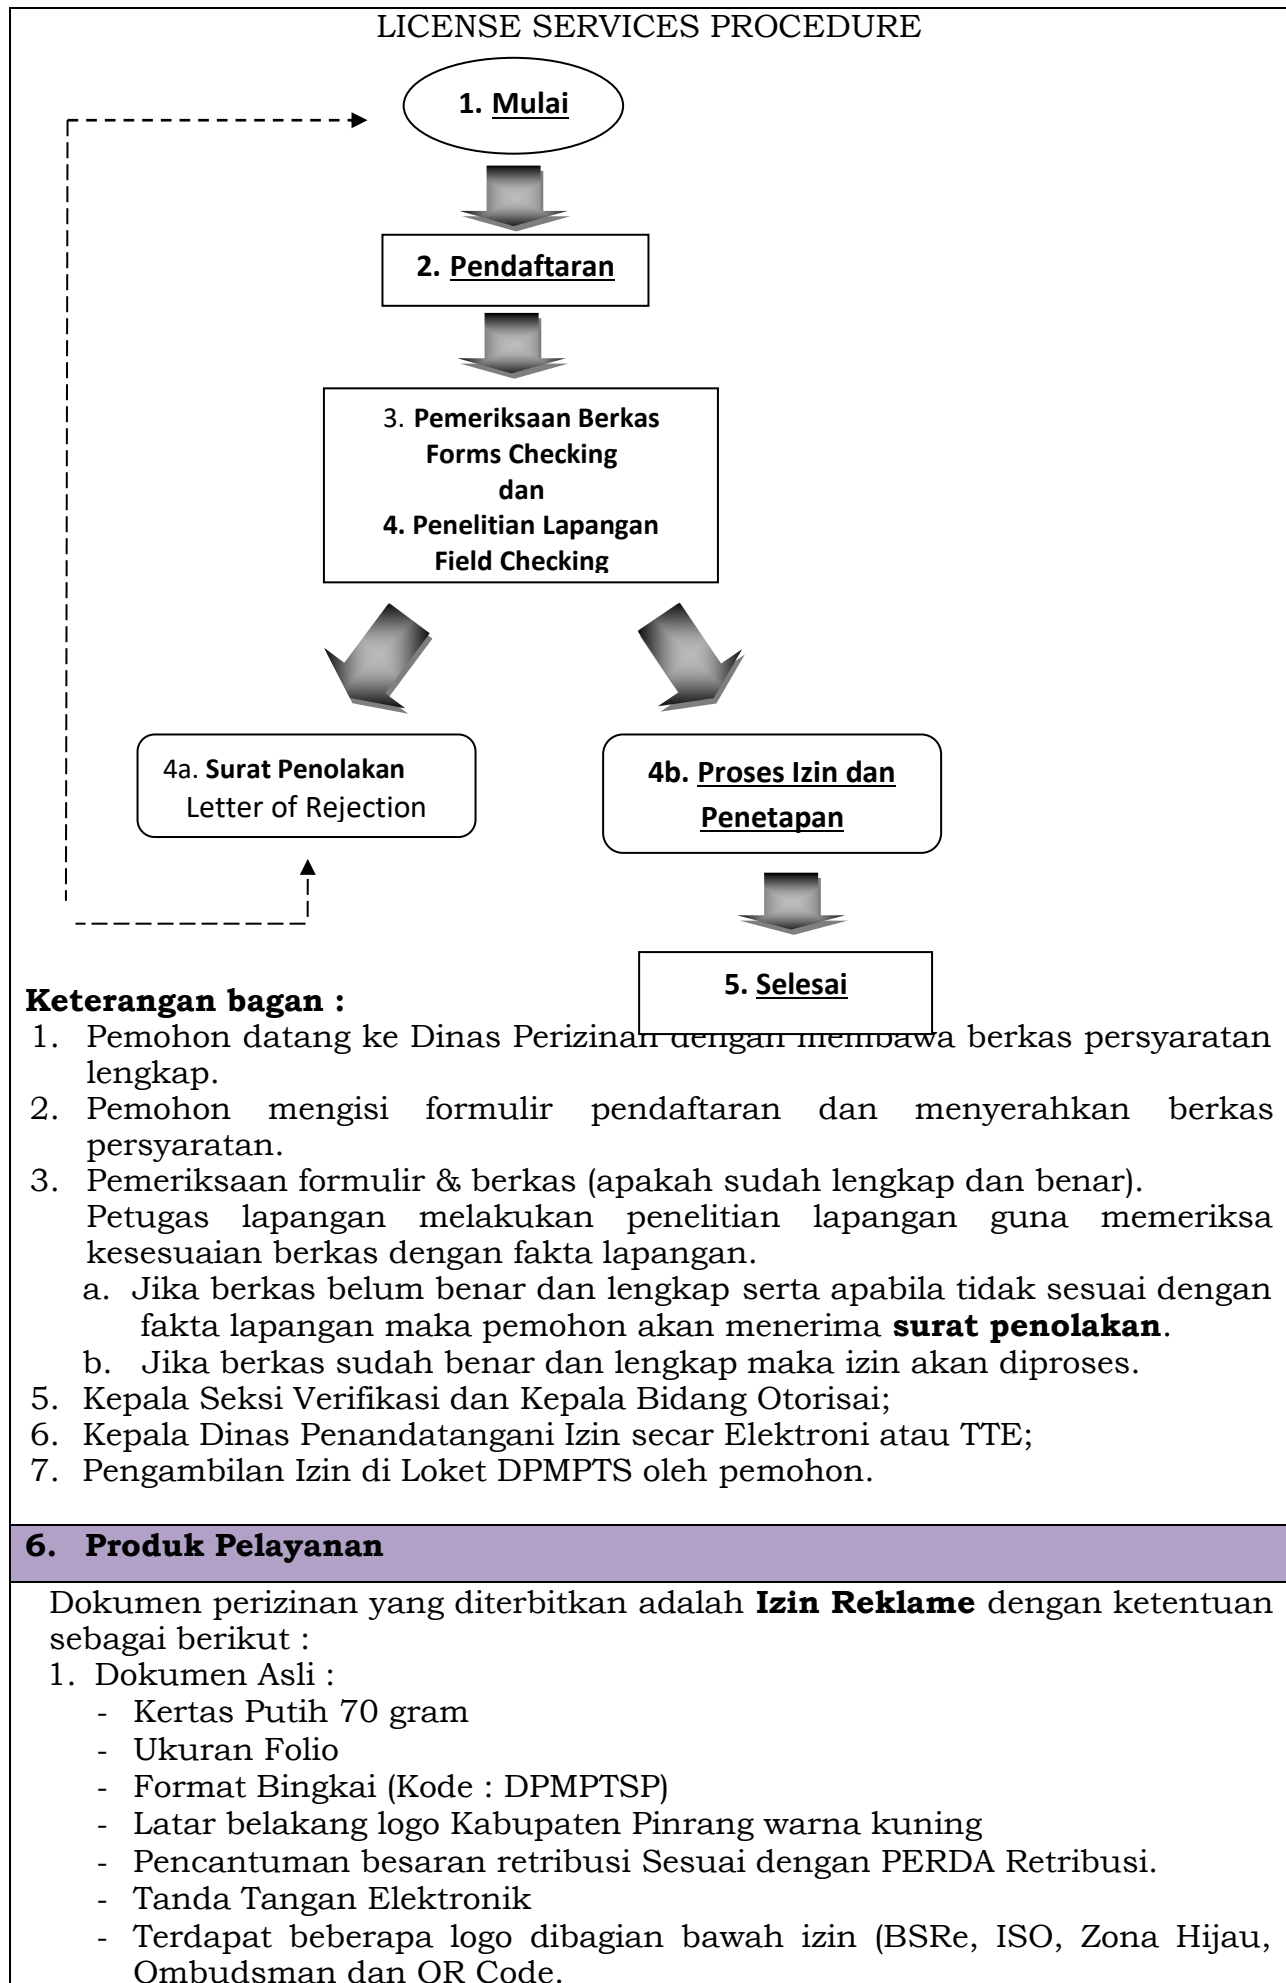 LICENSE SERVICES PROCEDURE
1. Mulai
2. Pendaftaran
3. Pemeriksaan Berkas
Forms Checking
dan
4. Penelitian Lapangan
Field Checking
4a. Surat Penolakan
Letter of Rejection
4b. Proses Izin dan
Penetapan
5. Selesai
Keterangan bagan :
1. Pemohon datang ke Dinas Perizinan dengan membawa berkas persyaratan
lengkap.
2. Pemohon mengisi formulir pendaftaran dan menyerahkan berkas
persyaratan.
3. Pemeriksaan formulir & berkas (apakah sudah lengkap dan benar).
Petugas lapangan melakukan penelitian lapangan guna memeriksa
kesesuaian berkas dengan fakta lapangan.
a. Jika berkas belum benar dan lengkap serta apabila tidak sesuai dengan
fakta lapangan maka pemohon akan menerima surat penolakan.
b. Jika berkas sudah benar dan lengkap maka izin akan diproses.
5. Kepala Seksi Verifikasi dan Kepala Bidang Otorisai;
6. Kepala Dinas Penandatangani Izin secar Elektroni atau TTE;
7. Pengambilan Izin di Loket DPMPTS oleh pemohon.
6. Produk Pelayanan
Dokumen perizinan yang diterbitkan adalah Izin Reklame dengan ketentuan
sebagai berikut :
1. Dokumen Asli :
- Kertas Putih 70 gram
- Ukuran Folio
- Format Bingkai (Kode : DPMPTSP)
- Latar belakang logo Kabupaten Pinrang warna kuning
- Pencantuman besaran retribusi Sesuai dengan PERDA Retribusi.
- Tanda Tangan Elektronik
- Terdapat beberapa logo dibagian bawah izin (BSRe, ISO, Zona Hijau,
Ombudsman dan QR Code.